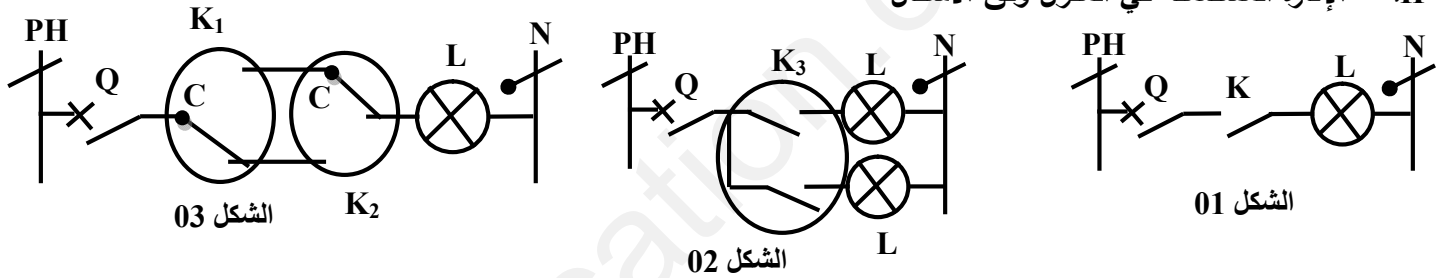 PH Q K₁ C C K₂ L N
الشكل 03
PH Q K₃ L L N
الشكل 02
PH Q K L N
الشكل 01